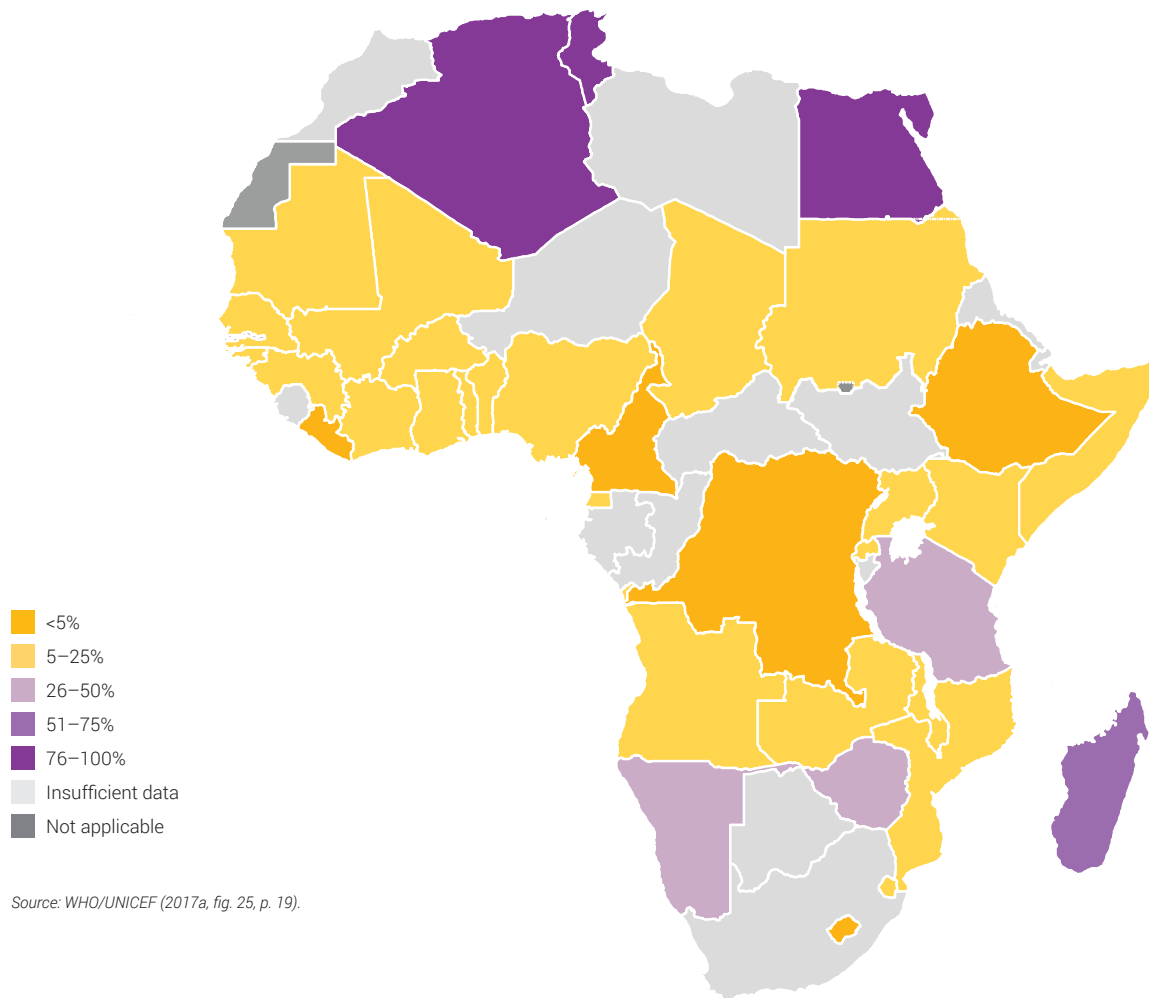 <5%
5–25%
26–50%
51–75%
76–100%
Insufficient data
Not applicable
Source: WHO/UNICEF (2017a, fig. 25, p. 19).